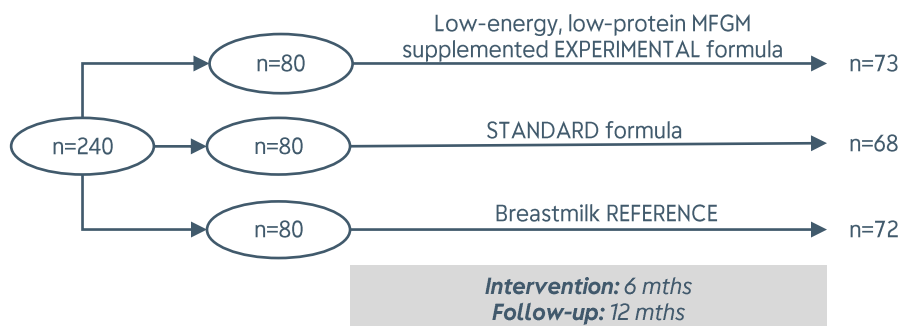 Low-energy, low-protein MFGM
supplemented EXPERIMENTAL formula
n=80
n=73
n=240
n=80
STANDARD formula
n=68
n=80
Breastmilk REFERENCE
n=72
Intervention: 6 mths
Follow-up: 12 mths